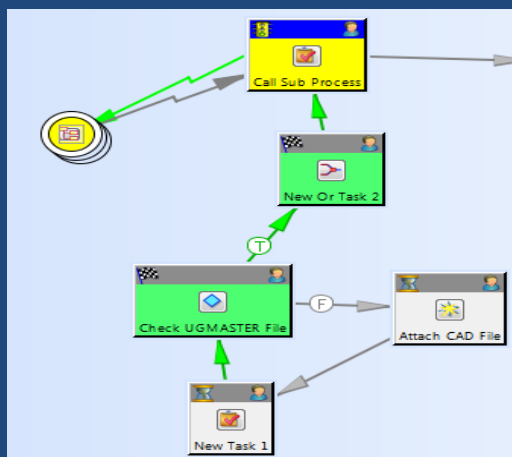 Call Sub Process
New Or Task 2
T
Check UGMASTER File
F
Attach CAD File
New Task 1